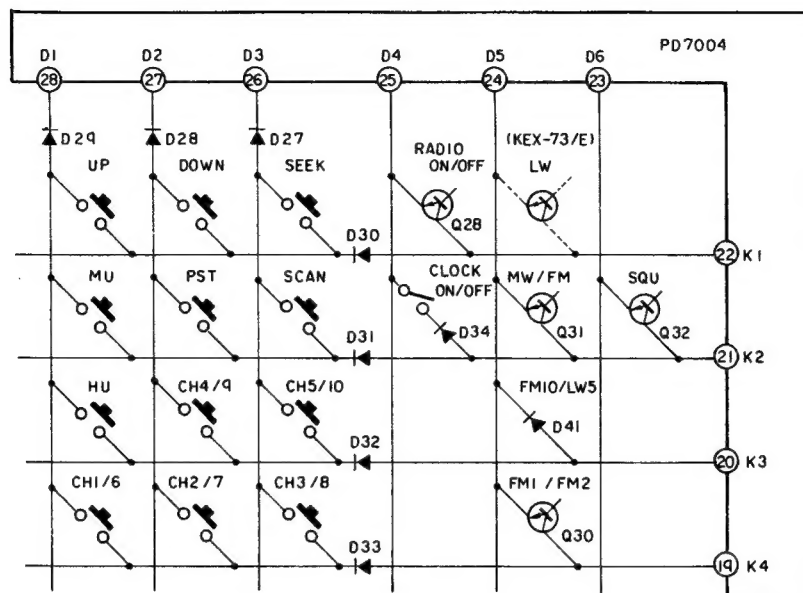 PD7004
D1 D2 D3 D4 D5 D6
28 27 26 25 24 23
D29 D28 D27
RADIO ON/OFF
(KEX-73/E) LW
UP DOWN SEEK
Q28
D30
22 K1
MU PST SCAN
CLOCK ON/OFF
MW/FM
SQU
D34
Q31
Q32
D31
21 K2
HU CH4/9 CH5/10
FM10/LW5
D41
D32
20 K3
CH1/6 CH2/7 CH3/8
FM1/FM2
Q30
D33
19 K4